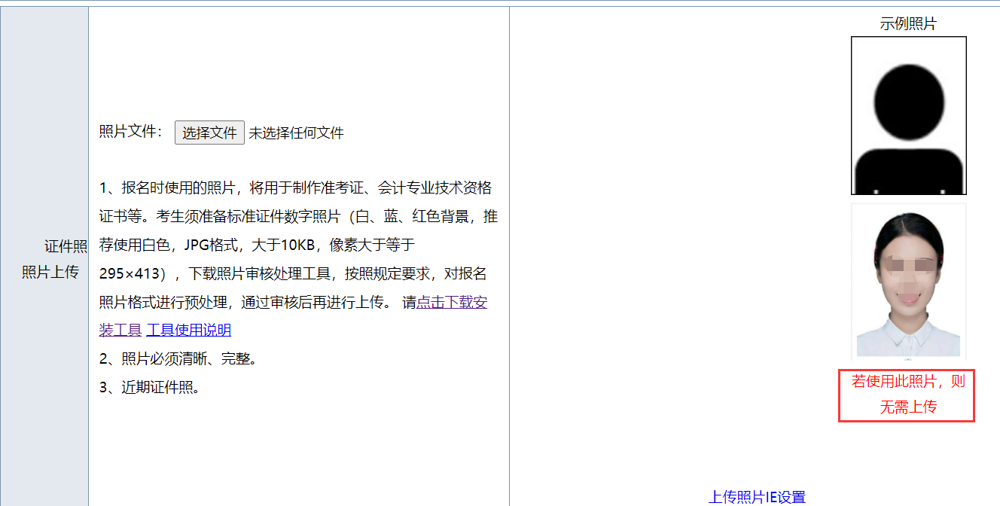 证件照
照片上传
照片文件： 选择文件 未选择任何文件
1、报名时使用的照片，将用于制作准考证、会计专业技术资格
证书等。考生须准备标准证件数字照片（白、蓝、红色背景，推
荐使用白色，JPG格式，大于10KB，像素大于等于
295×413），下载照片审核处理工具，按照规定要求，对报名
照片格式进行预处理，通过审核后再进行上传。 请点击下载安
装工具 工具使用说明
2、照片必须清晰、完整。
3、近期证件照。
示例照片
若使用此照片，则
无需上传
上传照片IE设置